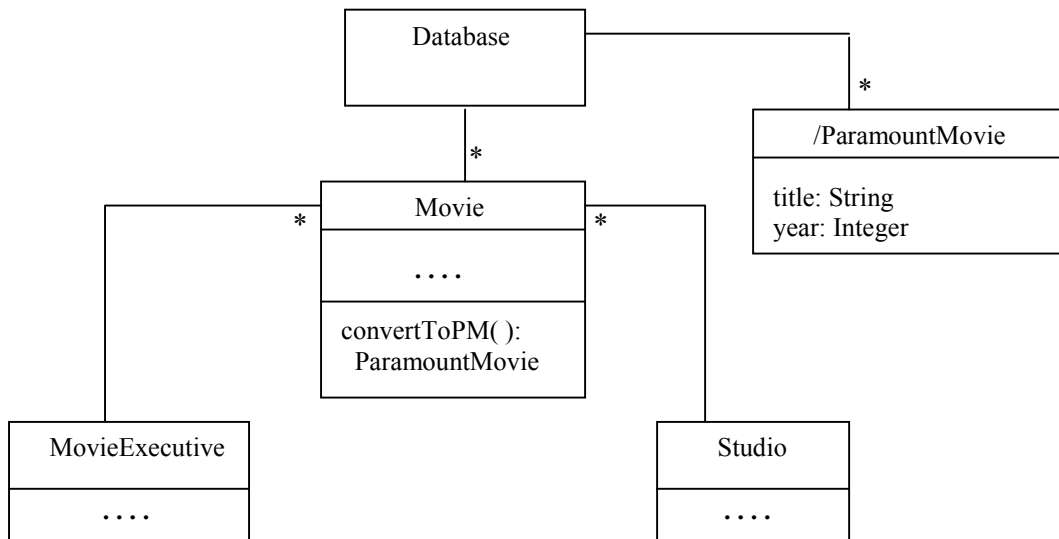 Database
*
*
/ParamountMovie
title: String
year: Integer
Movie
*
*
....
convertToPM( ):
ParamountMovie
MovieExecutive
....
Studio
....